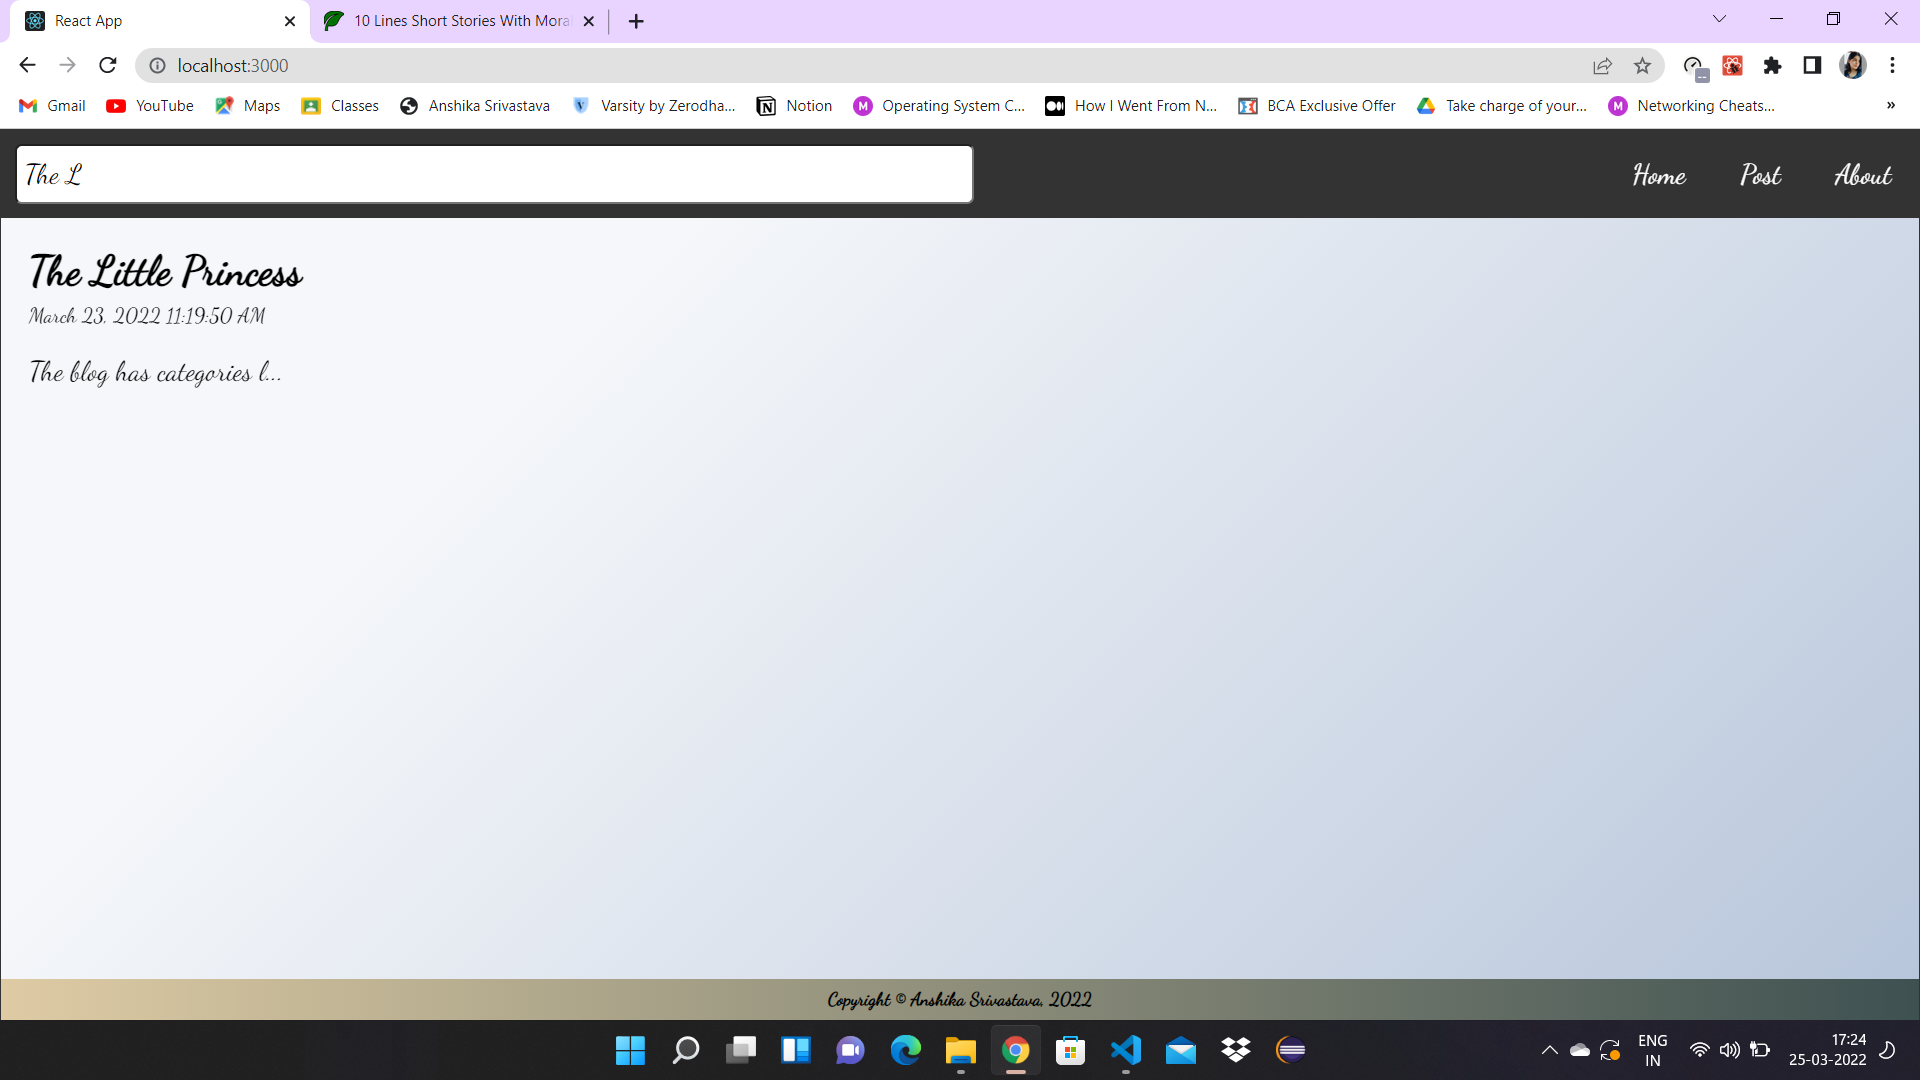 React App
10 Lines Short Stories With Mora
localhost:3000
Gmail
YouTube
Maps
Classes
Anshika Srivastava
Varsity by Zerodha...
Notion
Operating System C...
How I Went From N...
BCA Exclusive Offer
Take charge of your...
Networking Cheats...
»
The L
Home
Post
About
The Little Princess
March 23, 2022 11:19:50 AM
The blog has categories l...
Copyright © Anshika Srivastava, 2022
ENG
IN
17:24
25-03-2022